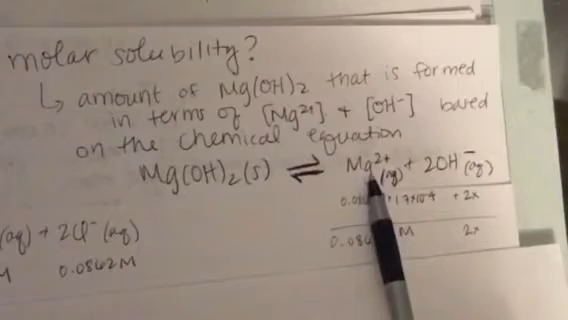 molar solubility?
↳ amount of Mg(OH)2 that is formed
in terms of [Mg²⁺] + [OH⁻] based
on the chemical equation
Mg(OH)2(s) ⇌ Mg²⁺(aq) + 2OH⁻(aq)
+ 2x
(aq) + 2Cl⁻(aq)
M 2x
M 0.0862M